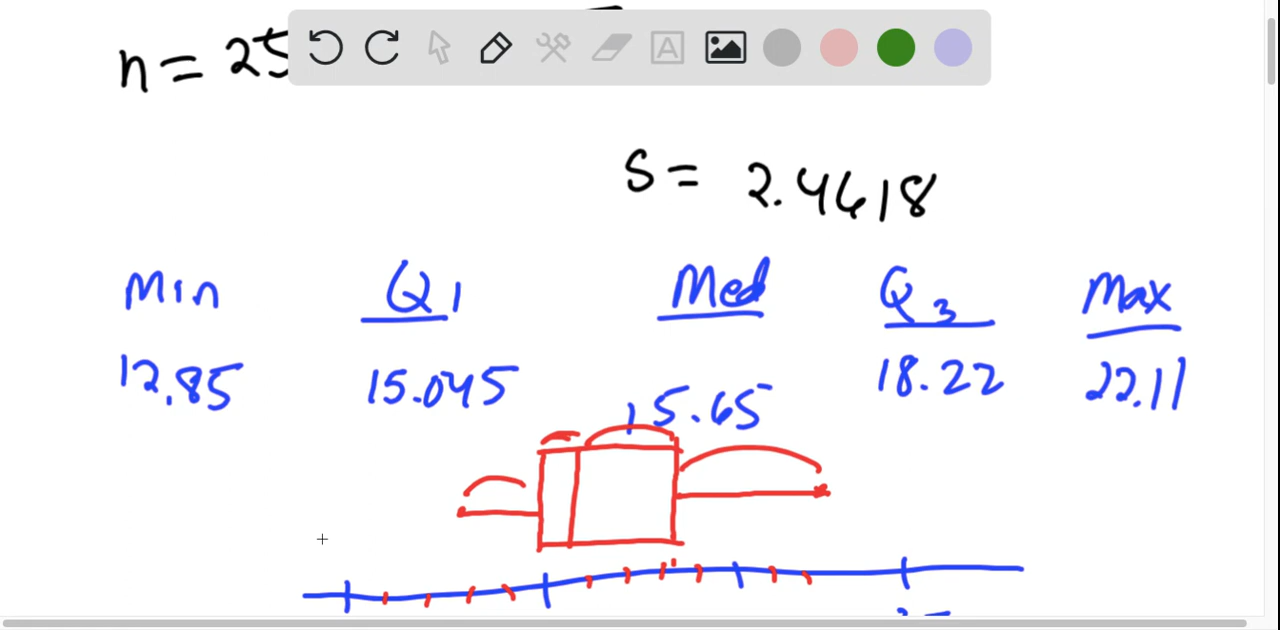 n = 25
S = 2.4618
Min Q1 Med Q3 Max
12.85 15.045 15.65 18.22 22.11